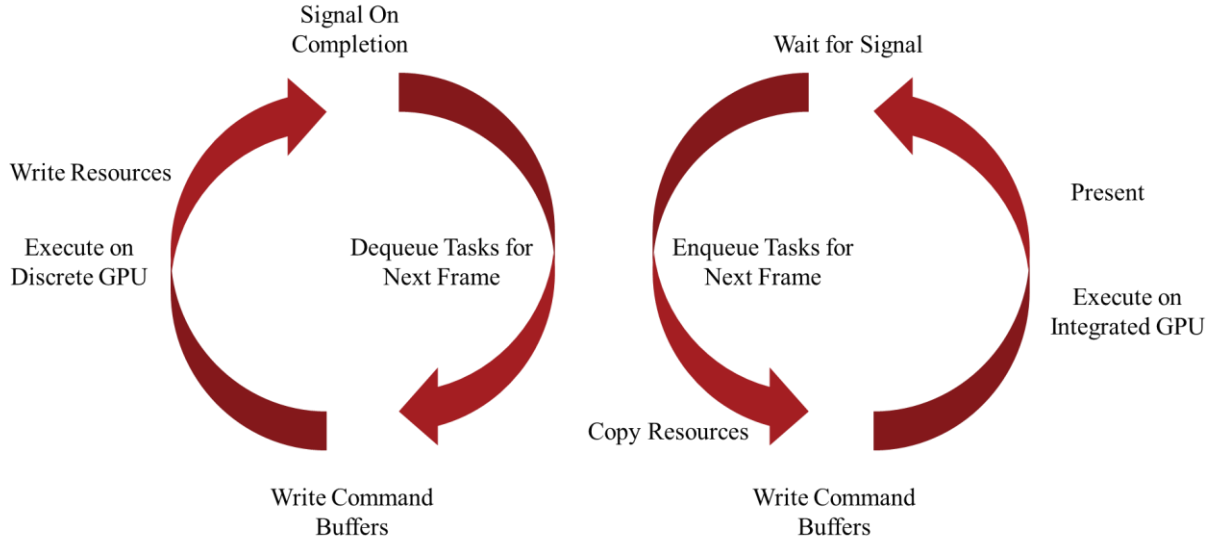 Signal On
Completion
Wait for Signal
Write Resources
Present
Execute on
Discrete GPU
Dequeue Tasks for
Next Frame
Enqueue Tasks for
Next Frame
Execute on
Integrated GPU
Copy Resources
Write Command
Buffers
Write Command
Buffers